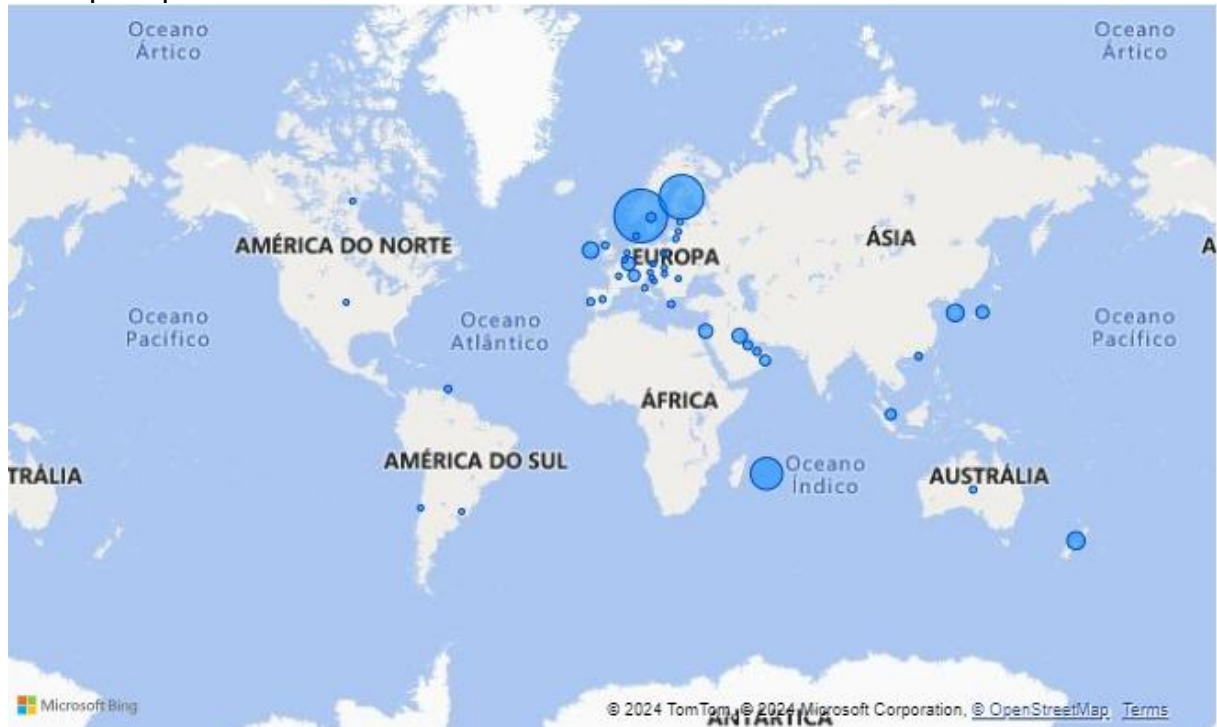 Oceano
Ártico
Oceano
Ártico
AMÉRICA DO NORTE
EUROPA
ÁSIA
A
Oceano
Pacífico
Oceano
Atlântico
Oceano
Pacífico
ÁFRICA
TRÁLIA
AMÉRICA DO SUL
Oceano
Índico
AUSTRÁLIA
Microsoft Bing
© 2024 TomTom, © 2024 Microsoft Corporation, © OpenStreetMap Terms
ANTÁRTICA